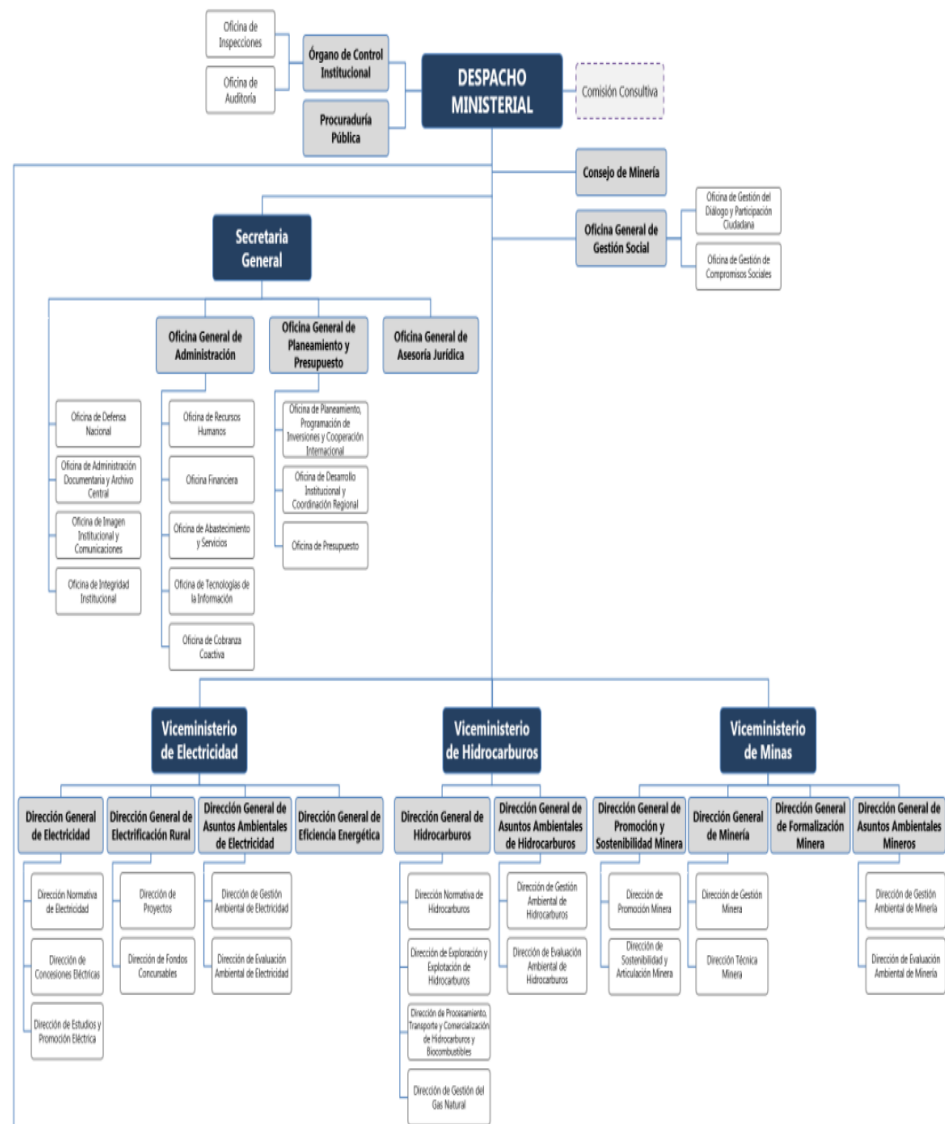 Oficina de
Inspecciones
Oficina de
Auditoría
Órgano de Control
Institucional
Procuraduría
Pública
DESPACHO
MINISTERIAL
Comisión Consultiva
Consejo de Minería
Oficina General de
Gestión Social
Oficina de Gestión del
Diálogo y Participación
Ciudadana
Oficina de Gestión de
Compromisos Sociales
Secretaria
General
Oficina General de
Administración
Oficina General de
Planeamiento y
Presupuesto
Oficina General de
Asesoría Jurídica
Oficina de Defensa
Nacional
Oficina de Administración
Documentaria y Archivo
Central
Oficina de Imagen
Institucional y
Comunicaciones
Oficina de Integridad
Institucional
Oficina de Recursos
Humanos
Oficina Financiera
Oficina de Abastecimiento
y Servicios
Oficina de Tecnologías de
la Información
Oficina de Cobranza
Coactiva
Oficina de Planeamiento,
Programación de
Inversiones y Cooperación
Internacional
Oficina de Desarrollo
Institucional y
Coordinación Regional
Oficina de Presupuesto
Viceministerio
de Electricidad
Viceministerio
de Hidrocarburos
Viceministerio
de Minas
Dirección General
de Electricidad
Dirección General de
Electrificación Rural
Dirección General de
Asuntos Ambientales
de Electricidad
Dirección General de
Eficiencia Energética
Dirección General de
Hidrocarburos
Dirección General de
Asuntos Ambientales
de Hidrocarburos
Dirección General de
Promoción y
Sostenibilidad Minera
Dirección General
de Minería
Dirección General
de Formalización
Minera
Dirección General de
Asuntos Ambientales
Mineros
Dirección Normativa
de Electricidad
Dirección de
Concesiones Eléctricas
Dirección de Estudios y
Promoción Eléctrica
Dirección de
Proyectos
Dirección de Fondos
Concursables
Dirección de Gestión
Ambiental de Electricidad
Dirección de Evaluación
Ambiental de Electricidad
Dirección Normativa de
Hidrocarburos
Dirección de Exploración y
Explotación de
Hidrocarburos
Dirección de Procesamiento,
Transporte y Comercialización
de Hidrocarburos y
Biocombustibles
Dirección de Gestión del
Gas Natural
Dirección de Gestión
Ambiental de
Hidrocarburos
Dirección de Evaluación
Ambiental de
Hidrocarburos
Dirección de
Promoción Minera
Dirección de
Sostenibilidad y
Articulación Minera
Dirección de Gestión
Minera
Dirección Técnica
Minera
Dirección de Gestión
Ambiental de Minería
Dirección de Evaluación
Ambiental de Minería